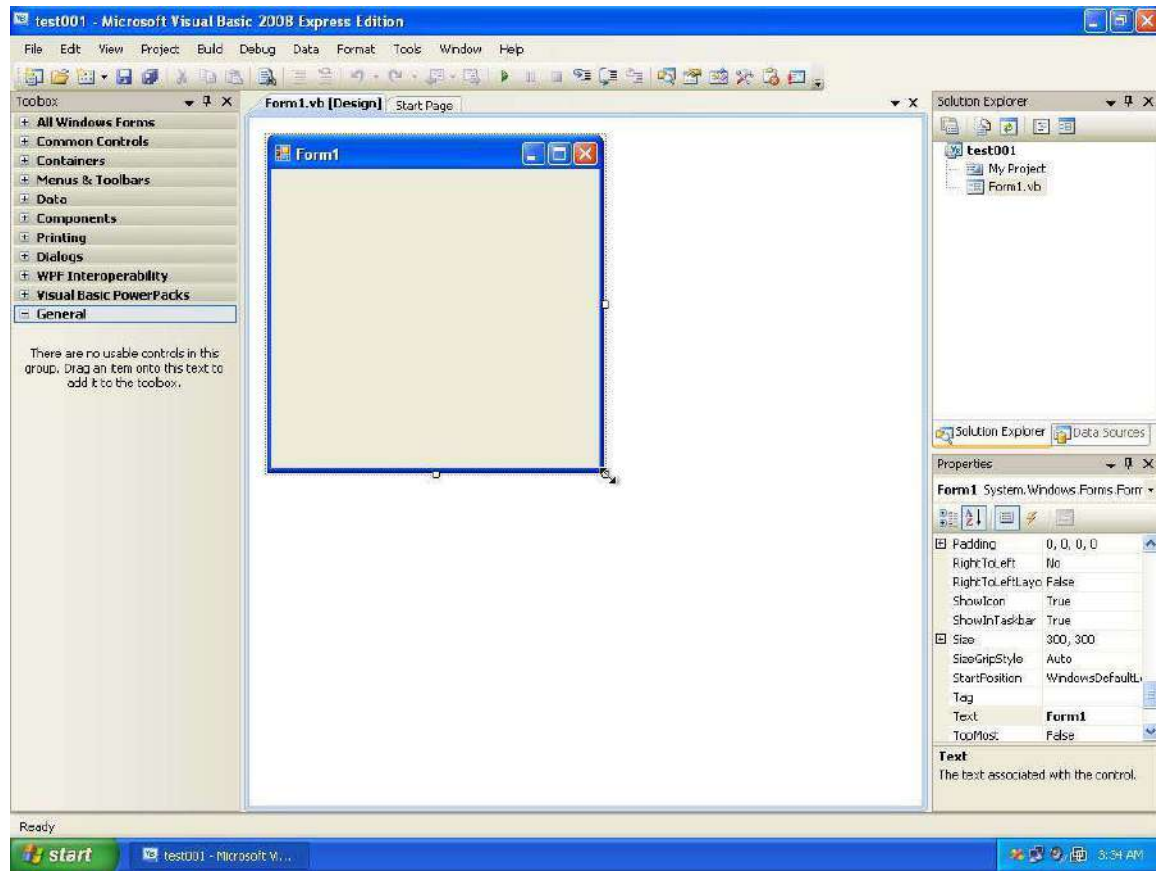 test001 - Microsoft Visual Basic 2008 Express Edition
File Edit View Project Build Debug Data Format Tools Window Help
Toolbox
All Windows Forms
Common Controls
Containers
Menus & Toolbars
Data
Components
Printing
Dialogs
WPF Interoperability
Visual Basic PowerPacks
General
There are no usable controls in this
group. Drag an item onto this text to
add it to the toolbox.
Form1.vb [Design] Start Page
Form1
Solution Explorer
test001
My Project
Form1.vb
Solution Explorer Data Sources
Properties
Form1 System.Windows.Forms.Form
Padding 0, 0, 0, 0
RightToLeft No
RightToLeftLayo False
ShowIcon True
ShowInTaskbar True
Size 300, 300
SizeGripStyle Auto
StartPosition WindowsDefaultL
Tag
Text Form1
TopMost False
Text
The text associated with the control.
Ready
start test001 - Microsoft Vi... 3:34 AM